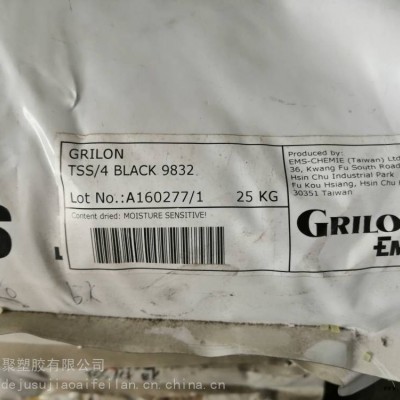 GRILON
TSS/4 BLACK 9832
Lot No.:A160277/1 25 KG
Content dried: MOISTURE SENSITIVE!
Produced by:
EMS-CHEMIE (Taiwan) Ltd
36, Kwang Fu South Road
Hsin Chu Industrial Park
Fu Kou Hsiang, Hsin Chu
30351 Taiwan
GRILO
EM
S
L
聚塑胶有限公司
dejusujiaoaifeilan.cn.china.cn